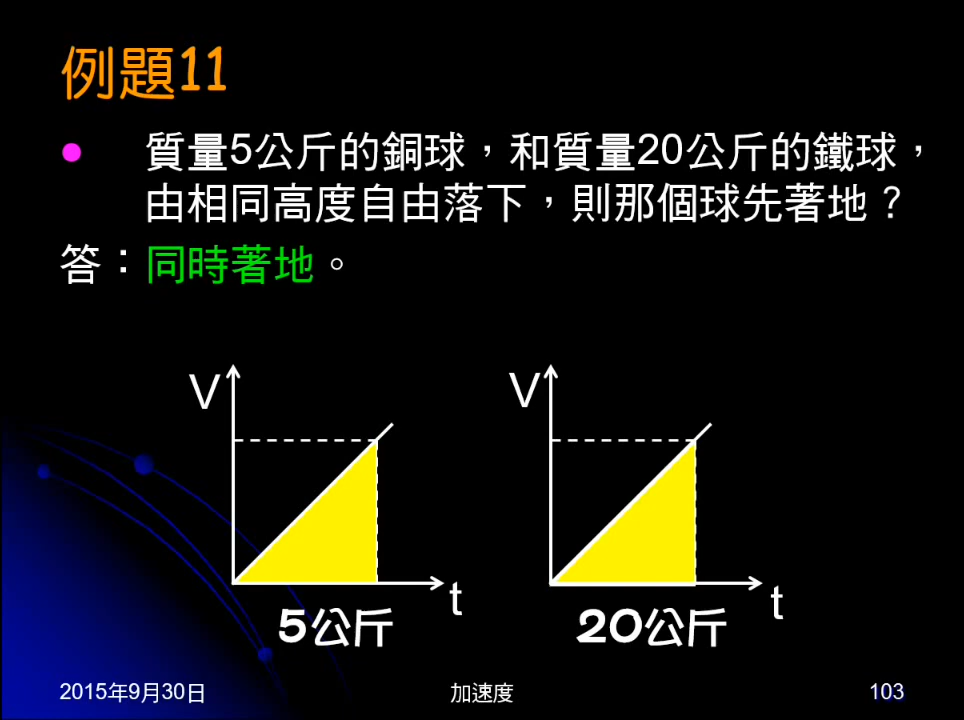 例題11
● 質量5公斤的銅球，和質量20公斤的鐵球，
由相同高度自由落下，則那個球先著地？
答：同時著地。
V
V
t
t
5公斤
20公斤
2015年9月30日
加速度
103